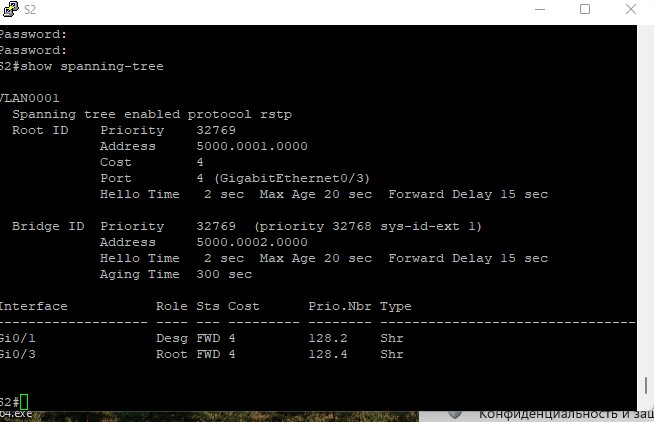 S2
Password:
Password:
S2#show spanning-tree
VLAN0001
Spanning tree enabled protocol rstp
Root ID Priority 32769
Address 5000.0001.0000
Cost 4
Port 4 (GigabitEthernet0/3)
Hello Time 2 sec Max Age 20 sec Forward Delay 15 sec
Bridge ID Priority 32769 (priority 32768 sys-id-ext 1)
Address 5000.0002.0000
Hello Time 2 sec Max Age 20 sec Forward Delay 15 sec
Aging Time 300 sec
Interface Role Sts Cost Prio.Nbr Type
------------------- ---- --- --------- -------- --------------------------------
Gi0/1 Desg FWD 4 128.2 Shr
Gi0/3 Root FWD 4 128.4 Shr
S2#
64.exe Конфиденциальность и защ